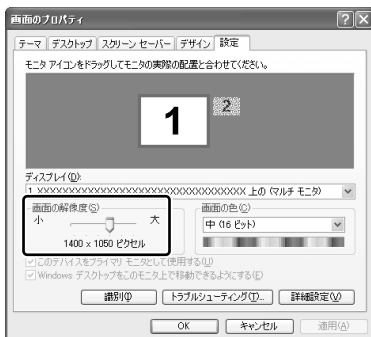 画面のプロパティ
テーマ デスクトップ スクリーン セーバー デザイン 設定
モニタ アイコンをドラッグしてモニタの実際の配置と合わせてください。
1 2
ディスプレイ(D):
1 XXXXXXXXXXXXXXXXXXXXXXXXXXXXXX 上の (マルチ モニタ)
画面の解像度(S) 画面の色(C)
小 大 中 (16 ビット)
1400 x 1050 ピクセル
このデバイスをプライマリ モニタとして使用する(U)
Windows デスクトップをこのモニタ上で移動できるようにする(E)
識別(I) トラブルシューティング(T)... 詳細設定(V)
OK キャンセル 適用(A)